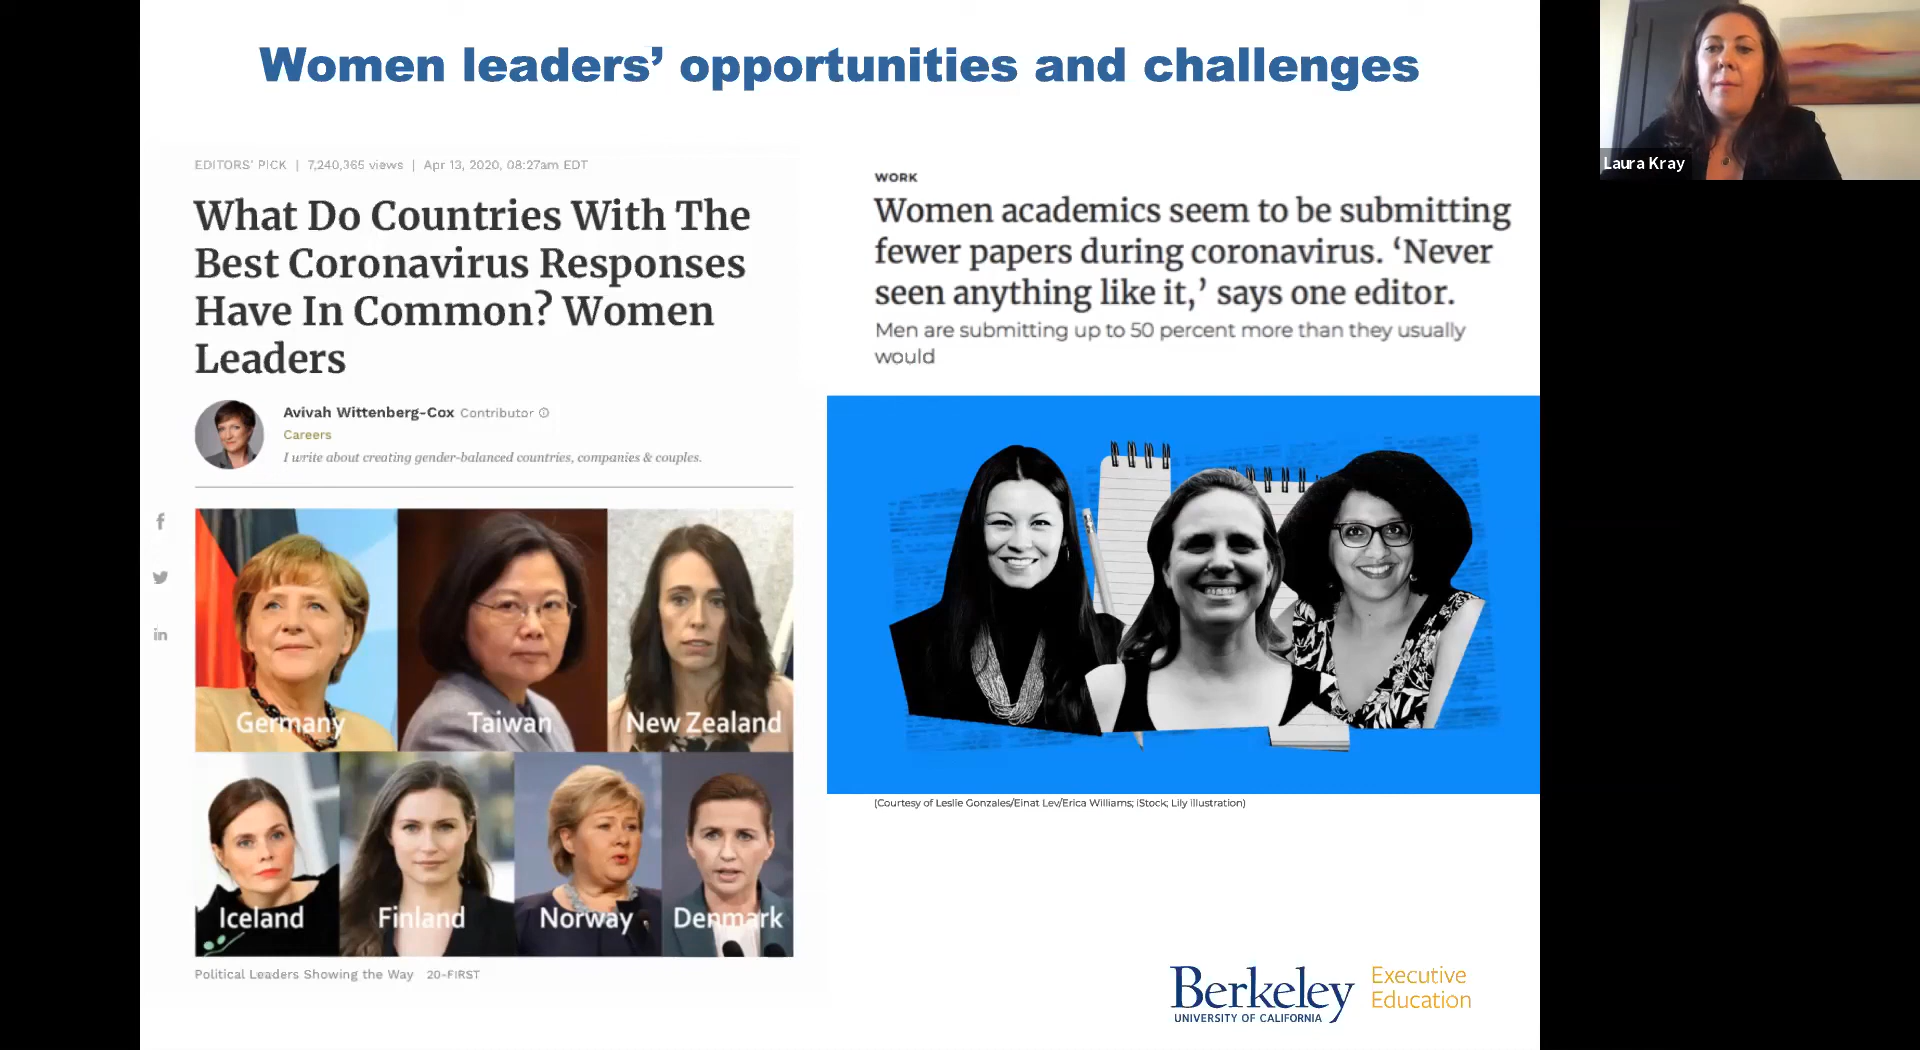 Women leaders’ opportunities and challenges
EDITORS' PICK | 7,240,365 views | Apr 13, 2020, 08:27am EDT
What Do Countries With The
Best Coronavirus Responses
Have In Common? Women
Leaders
Avivah Wittenberg-Cox Contributor
Careers
I write about creating gender-balanced countries, companies & couples.
f
in
Germany
Taiwan
New Zealand
Iceland
Finland
Norway
Denmark
Political Leaders Showing the Way 20-FIRST
WORK
Women academics seem to be submitting
fewer papers during coronavirus. ‘Never
seen anything like it,’ says one editor.
Men are submitting up to 50 percent more than they usually
would
(Courtesy of Leslie Gonzales/Einat Lev/Erica Williams; iStock; Lily illustration)
Berkeley
UNIVERSITY OF CALIFORNIA
Executive
Education
Laura Kray